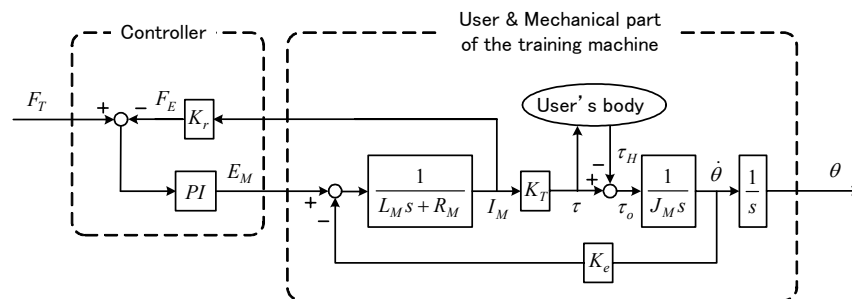 Controller
User & Mechanical part
of the training machine
F_T
+
−
F_E
K_r
PI
E_M
+
−
1
L_M s + R_M
I_M
K_T
τ
User's body
−
τ_H
+
τ_o
1
J_M s
θ̇
1
s
θ
K_e